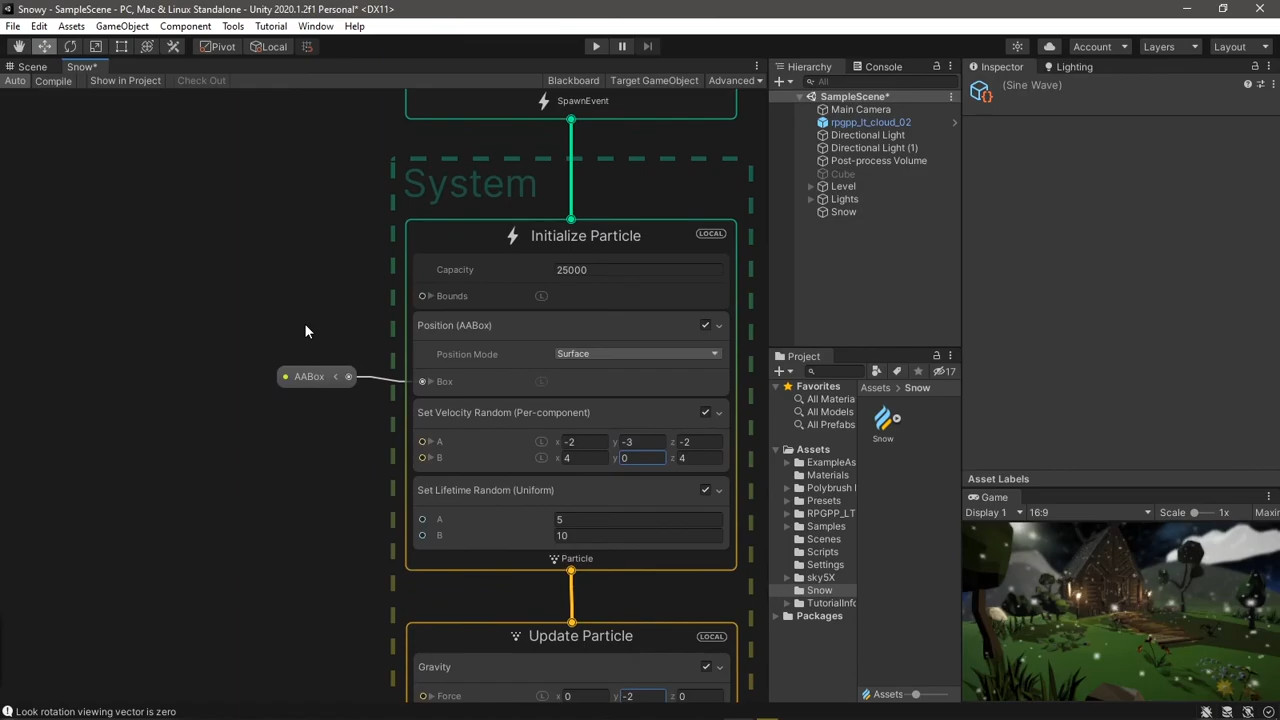 Snowy - SampleScene - PC, Mac & Linux Standalone - Unity 2020.1.2f1 Personal* <DX11>
File Edit Assets GameObject Component Tools Tutorial Window Help
Pivot Local Account Layers Layout
Scene Snow* Hierarchy Console Inspector Lighting
Auto Compile Show in Project Check Out Blackboard Target GameObject Advanced All
(Sine Wave)
SampleScene*
Main Camera
rpgpp_lt_cloud_02
Directional Light
Directional Light (1)
Post-process Volume
Cube
Level
Lights
Snow
SpawnEvent
System
Initialize Particle LOCAL
Capacity 25000
Bounds L
Position (AABox)
Position Mode Surface
AABox <
Box L
Set Velocity Random (Per-component)
A L x -2 y -3 z -2
B L x 4 y 0 z 4
Set Lifetime Random (Uniform)
A 5
B 10
Particle
Update Particle LOCAL
Gravity
Force L x 0 y -2 z 0
Project
17
Favorites
All Materia
All Models
All Prefabs
Assets
ExampleAs
Materials
Polybrush
Presets
RPGPP_LT
Samples
Scenes
Scripts
Settings
sky5X
Snow
TutorialInfo
Packages
Assets > Snow
Snow
Assets
Asset Labels
Game
Display 1 16:9 Scale 1x Maxir
Look rotation viewing vector is zero